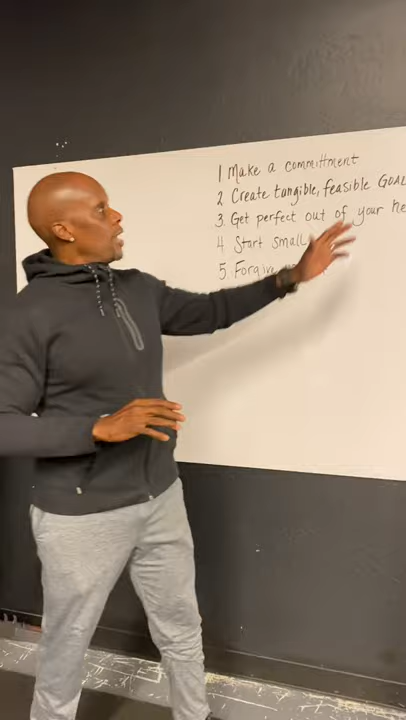 1 Make a committment
2 Create tangible, feasible GOAL
3. Get perfect out of your he
4 Start small
5 Forgive